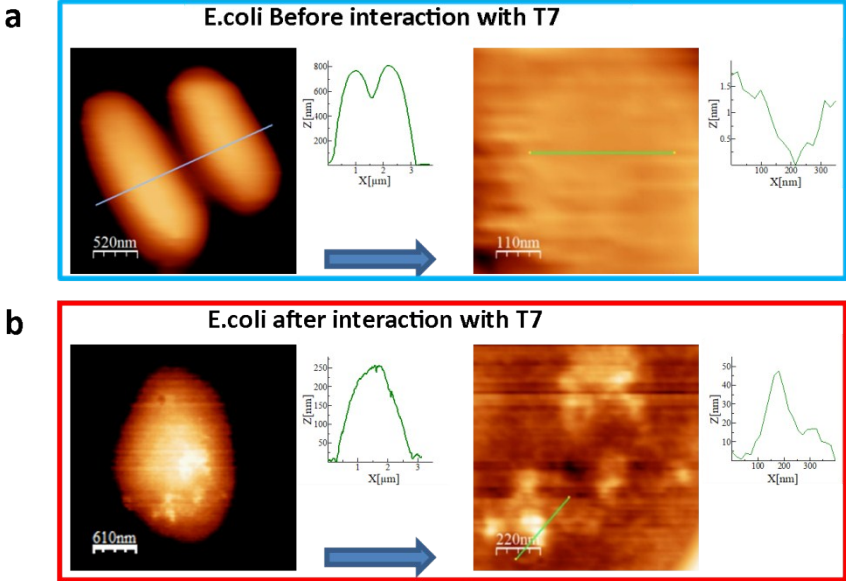 a
E.coli Before interaction with T7
Z[nm]
800
600
400
200
0
1
2
3
X[µm]
520nm
Z[nm]
1.5
1
0.5
100
200
300
X[nm]
110nm
b
E.coli after interaction with T7
Z[nm]
250
200
150
100
50
0
1
2
3
X[µm]
610nm
Z[nm]
50
40
30
20
10
100
200
300
X[nm]
220nm